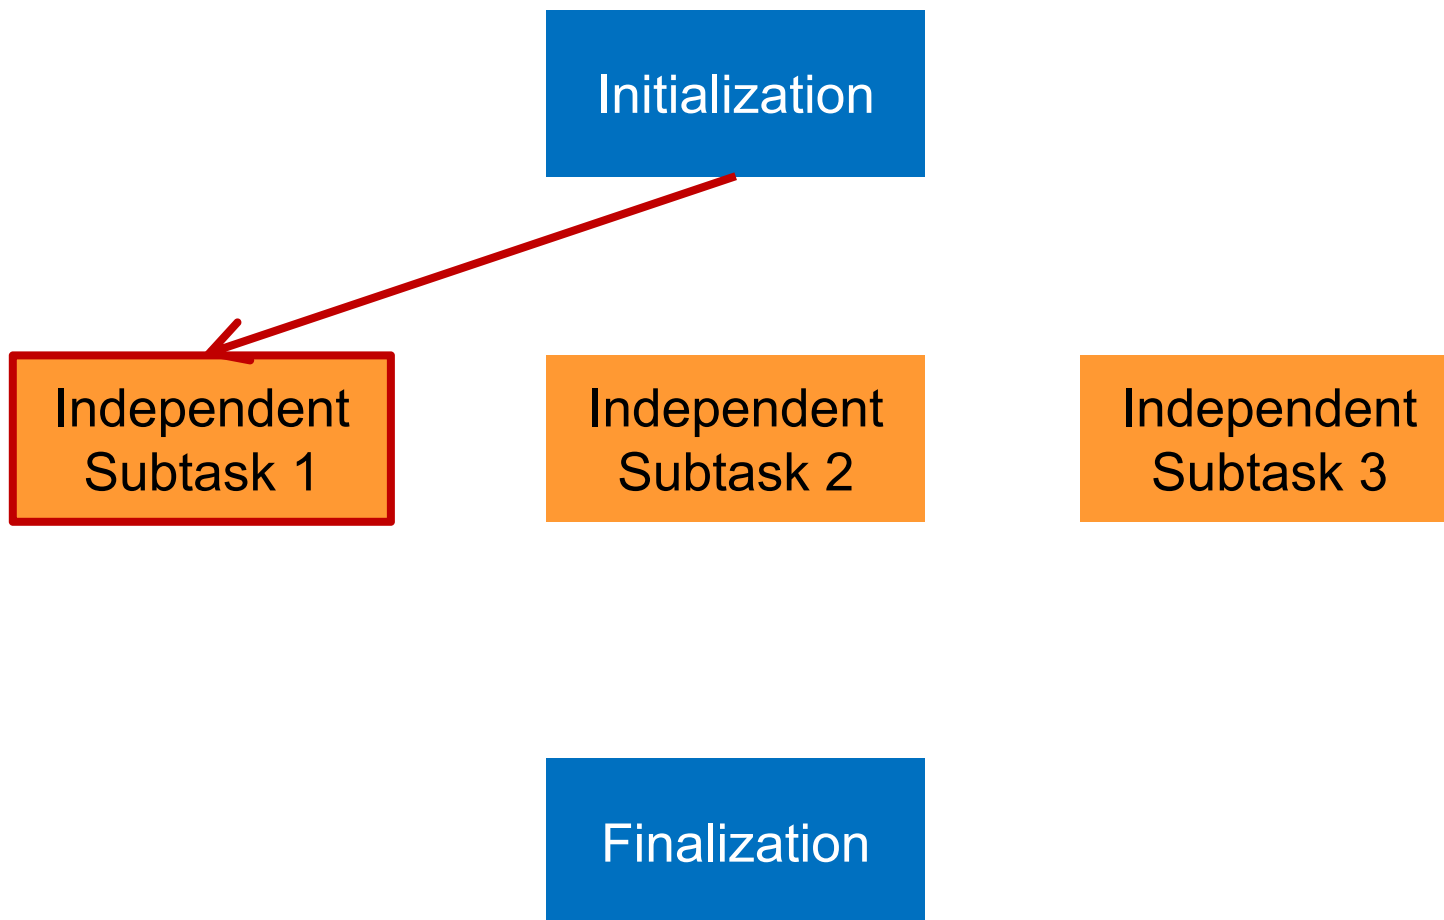 Initialization
Independent
Subtask 1
Independent
Subtask 2
Independent
Subtask 3
Finalization